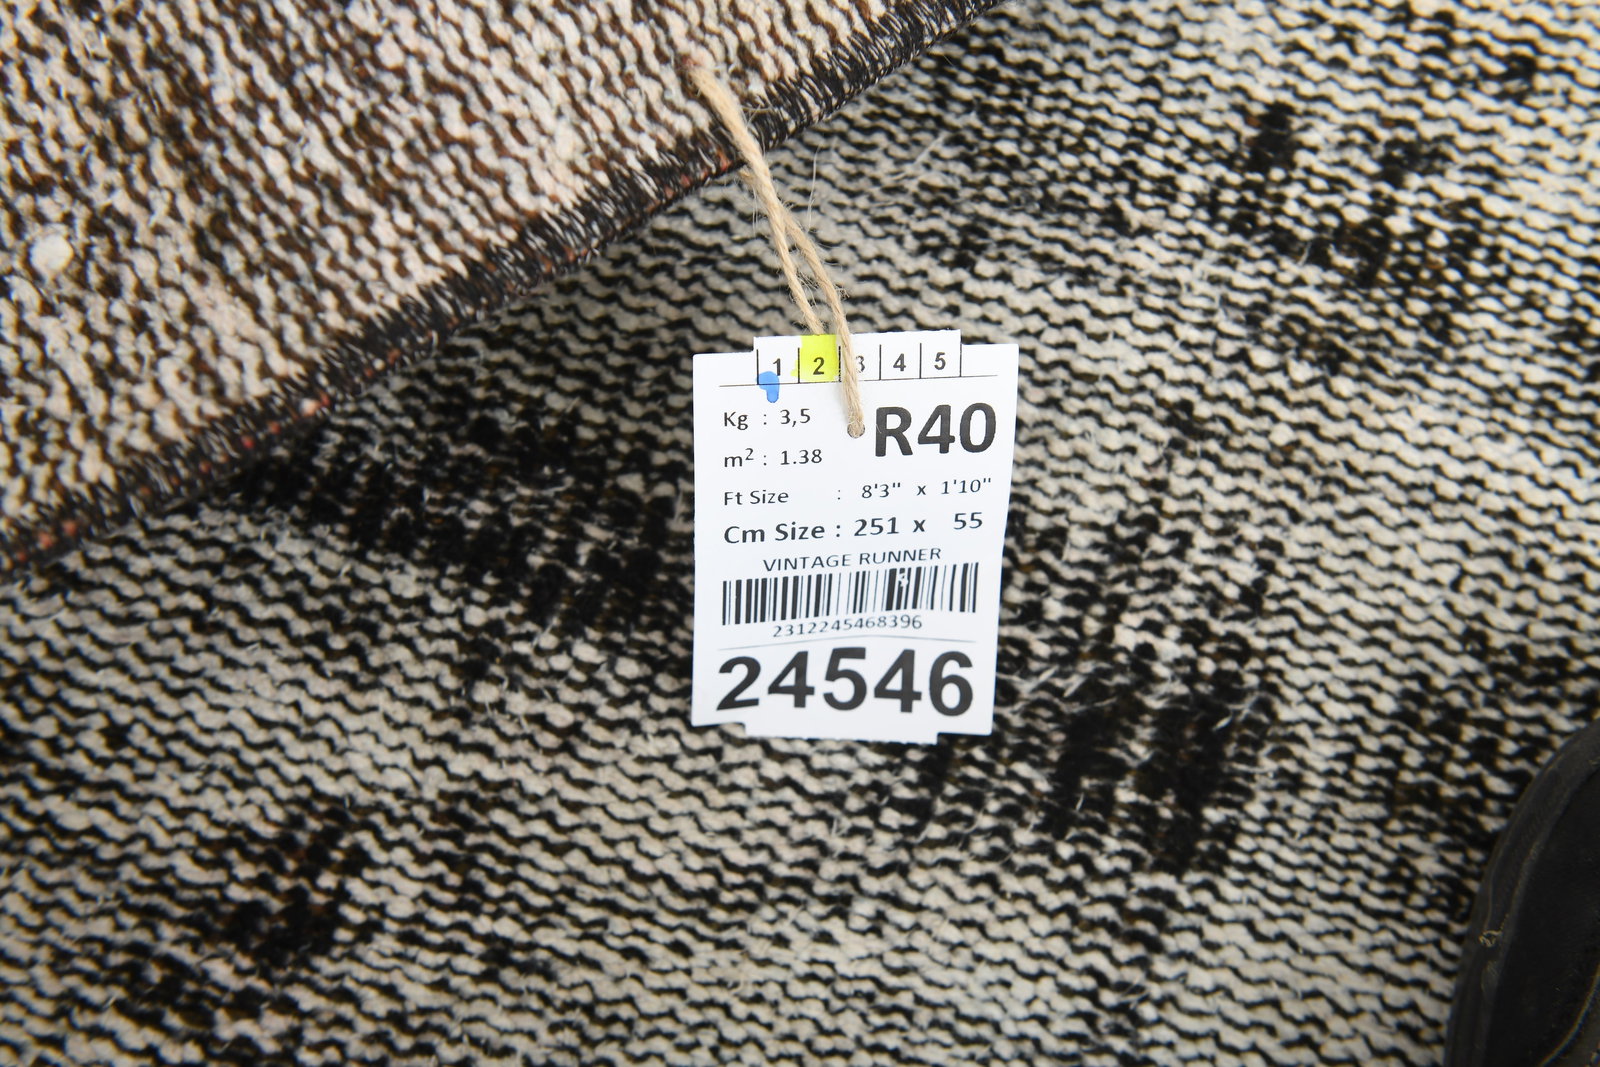 1 2 3 4 5
Kg : 3,5
R40
m² : 1.38
Ft Size : 8'3" x 1'10"
Cm Size : 251 x 55
VINTAGE RUNNER
2312245468396
24546